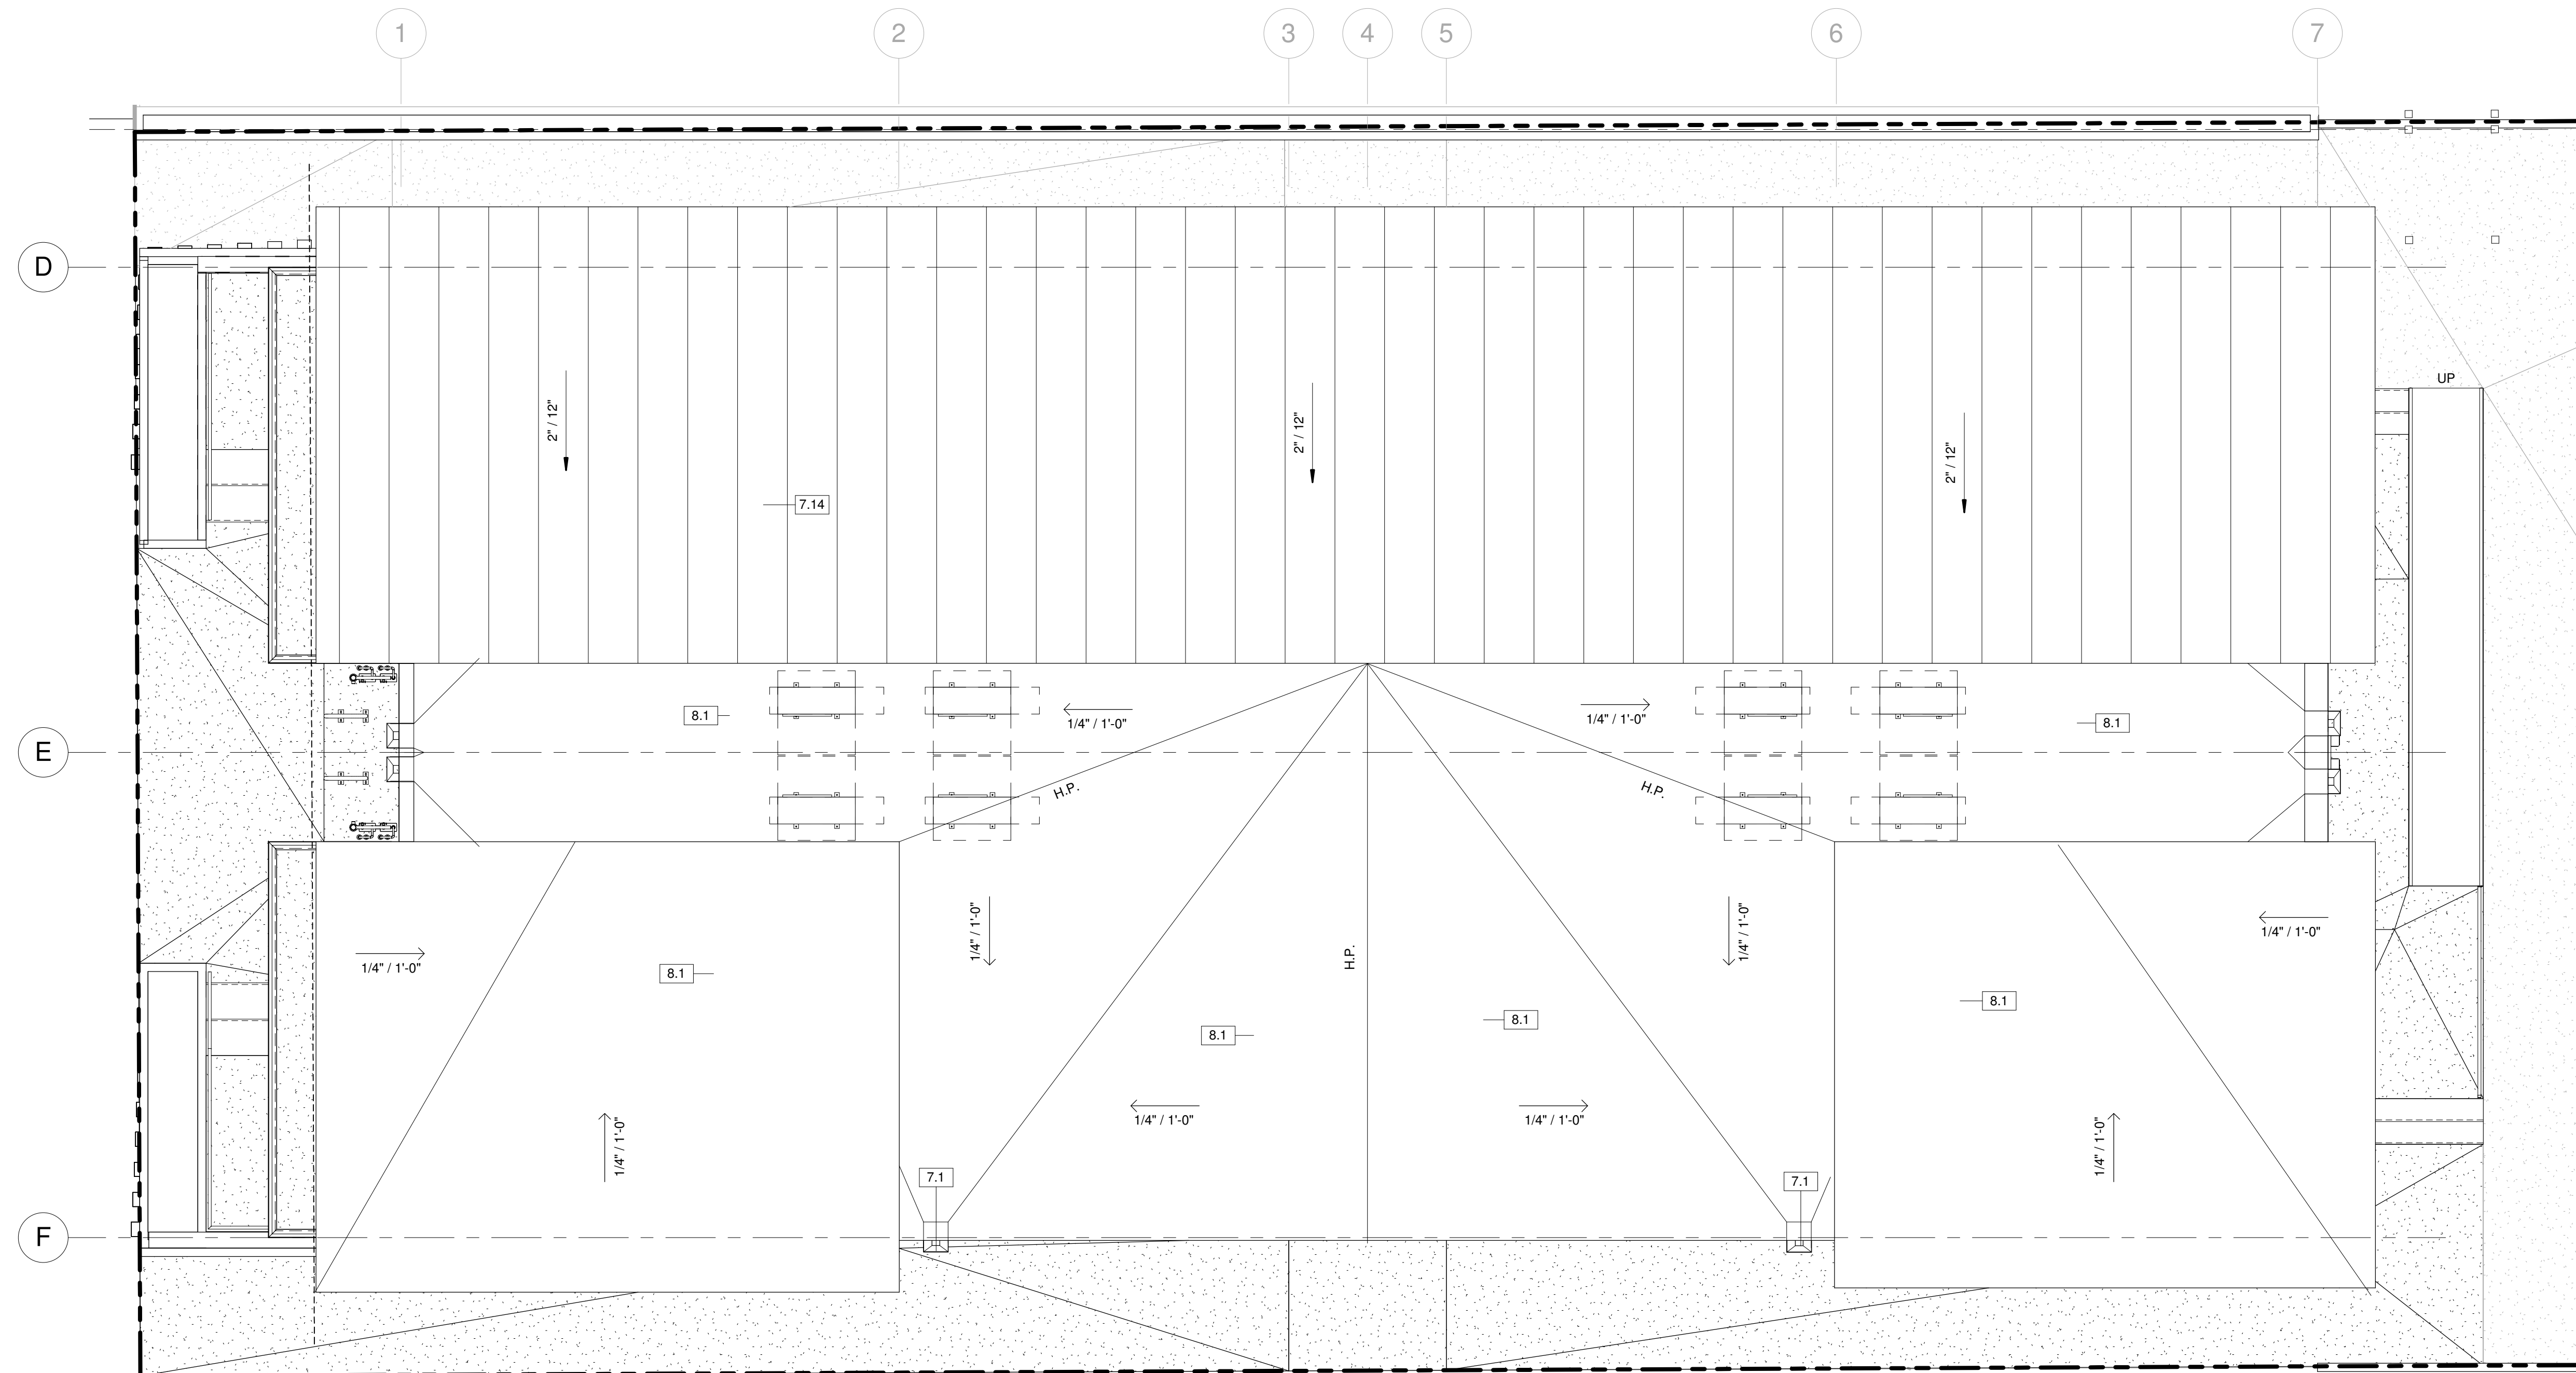 1
2
3
4
5
6
7
D
UP
2" / 12"
2" / 12"
2" / 12"
7.14
8.1
1/4" / 1'-0"
1/4" / 1'-0"
8.1
E
H.P.
H.P.
1/4" / 1'-0"
1/4" / 1'-0"
1/4" / 1'-0"
1/4" / 1'-0"
H.P.
8.1
8.1
8.1
8.1
1/4" / 1'-0"
1/4" / 1'-0"
1/4" / 1'-0"
1/4" / 1'-0"
7.1
7.1
F